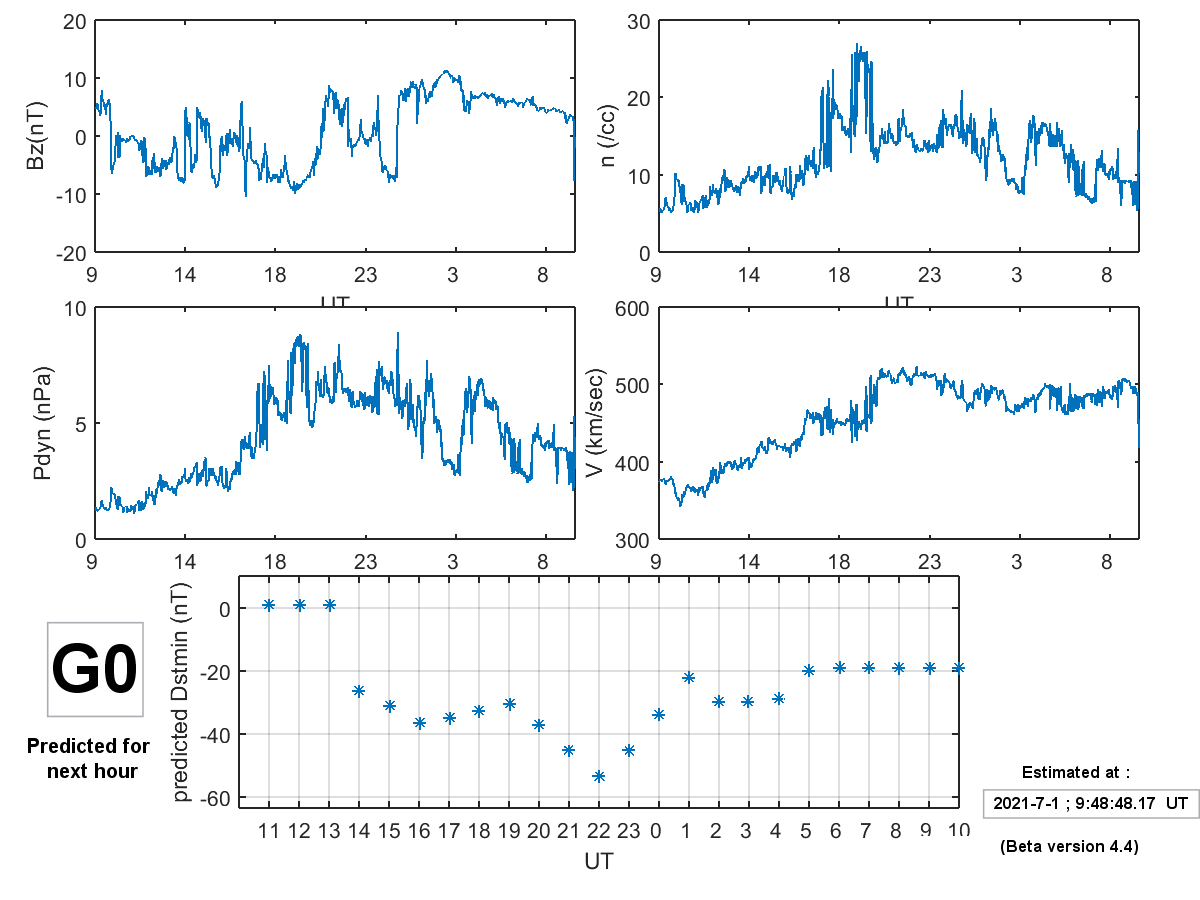 20
10
0
-10
-20
Bz(nT)
9 14 18 23 3 8
UT
30
20
10
0
n (/cc)
9 14 18 23 3 8
UT
10
5
0
Pdyn (nPa)
9 14 18 23 3 8
600
500
400
300
V (km/sec)
9 14 18 23 3 8
G0
Predicted for
next hour
0
-20
-40
-60
predicted Dstmin (nT)
11 12 13 14 15 16 17 18 19 20 21 22 23 0 1 2 3 4 5 6 7 8 9 10
UT
Estimated at :
2021-7-1 ; 9:48:48.17 UT
(Beta version 4.4)